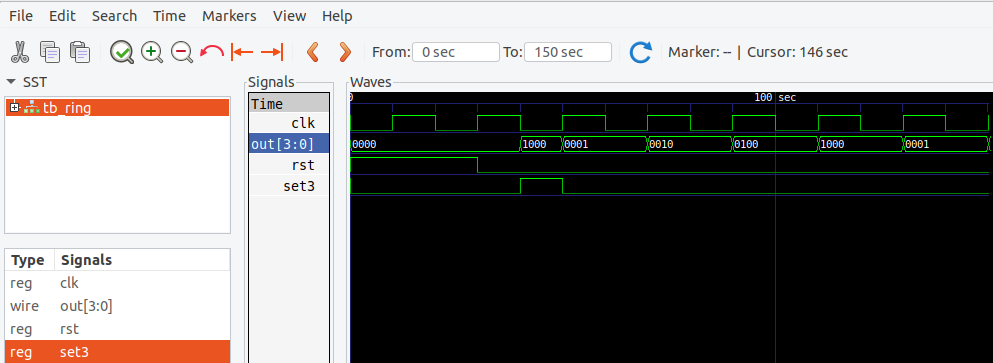 File Edit Search Time Markers View Help
From: 0 sec To: 150 sec Marker: -- | Cursor: 146 sec
SST
tb_ring
Type Signals
reg clk
wire out[3:0]
reg rst
reg set3
Signals
Time
clk
out[3:0]
rst
set3
Waves
0 100 sec
0000 1000 0001 0010 0100 1000 0001